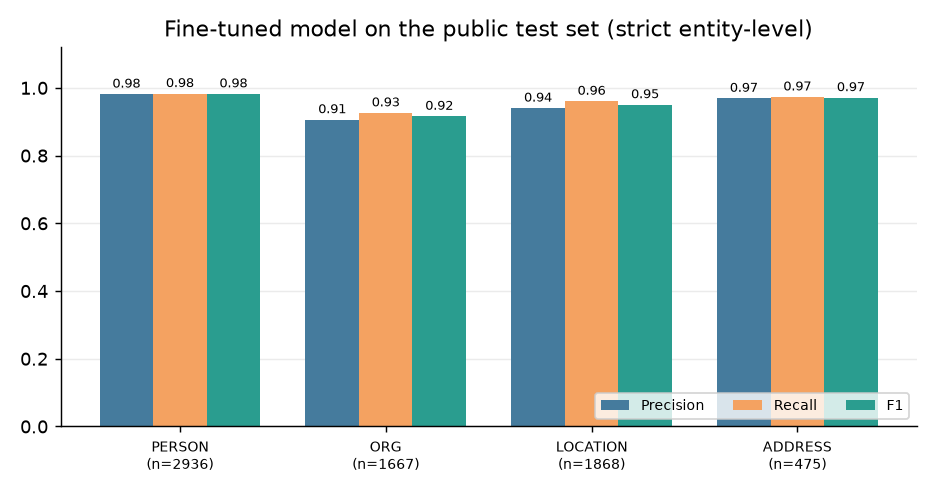 Fine-tuned model on the public test set (strict entity-level)
1.0
0.8
0.6
0.4
0.2
0.0
0.98 0.98 0.98
0.91 0.93 0.92
0.94 0.96 0.95
0.97 0.97 0.97
Precision Recall F1
PERSON
(n=2936)
ORG
(n=1667)
LOCATION
(n=1868)
ADDRESS
(n=475)